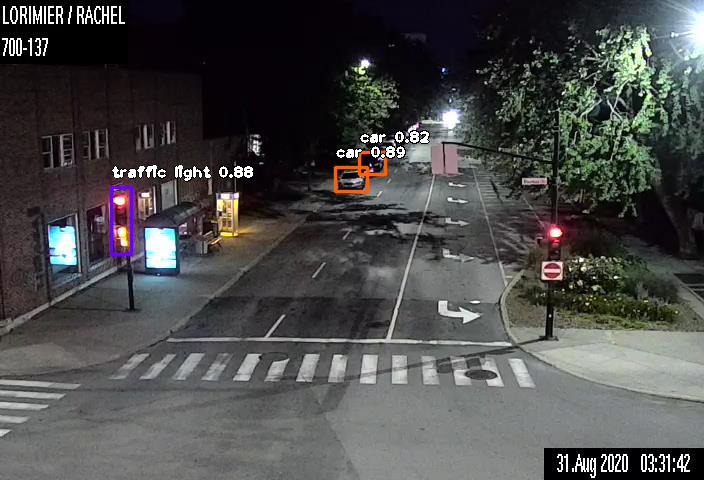 LORIMIER / RACHEL
700-137
car 0.82
car 0.89
traffic light 0.88
31.Aug 2020 03:31:42